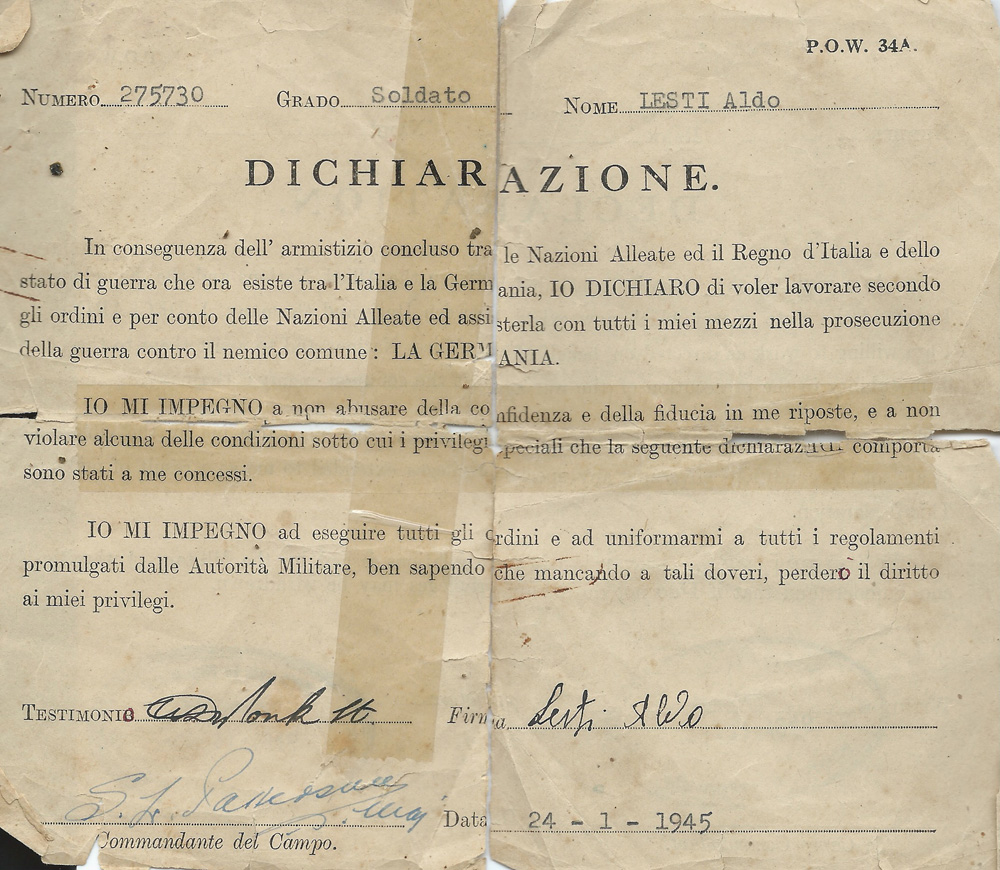 P.O.W. 34A.
NUMERO 275730 GRADO Soldato NOME LESTI Aldo
DICHIARAZIONE.
In conseguenza dell' armistizio concluso tra le Nazioni Alleate ed il Regno d'Italia e dello
stato di guerra che ora esiste tra l'Italia e la Germania, IO DICHIARO di voler lavorare secondo
gli ordini e per conto delle Nazioni Alleate ed assisterla con tutti i miei mezzi nella prosecuzione
della guerra contro il nemico comune : LA GERMANIA.
IO MI IMPEGNO a non abusare della confidenza e della fiducia in me riposte, e a non
violare alcuna delle condizioni sotto cui i privilegi speciali che la seguente dichiarazione comporta
sono stati a me concessi.
IO MI IMPEGNO ad eseguire tutti gli ordini e ad uniformarmi a tutti i regolamenti
promulgati dalle Autorità Militare, ben sapendo che mancando a tali doveri, perderò il diritto
ai miei privilegi.
TESTIMONIO Firma Lesti Aldo
Data 24 - 1 - 1945
Commandante del Campo.